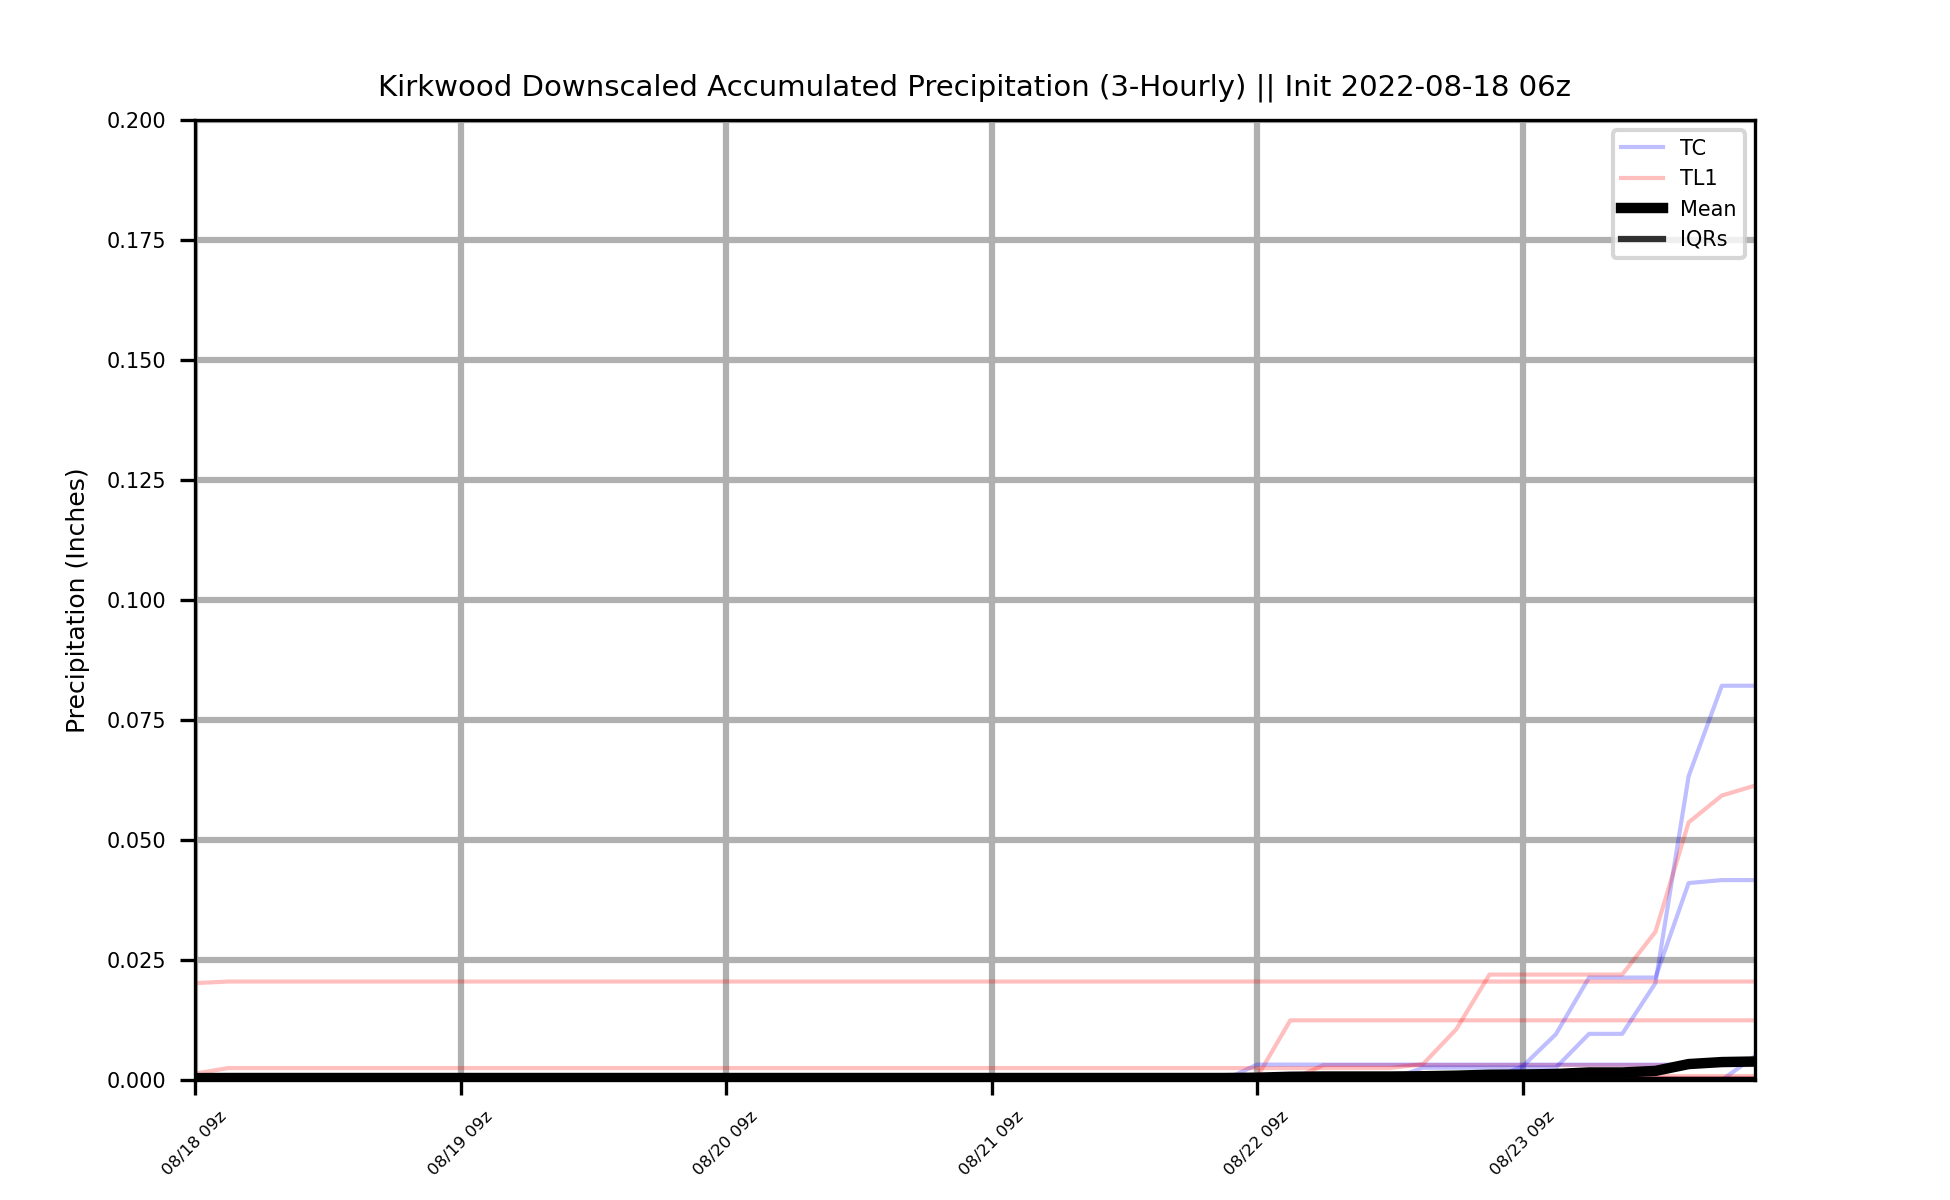 Kirkwood Downscaled Accumulated Precipitation (3-Hourly) || Init 2022-08-18 06z
Precipitation (Inches)
0.200
0.175
0.150
0.125
0.100
0.075
0.050
0.025
0.000
TC
TL1
Mean
IQRs
08/18 09z
08/19 09z
08/20 09z
08/21 09z
08/22 09z
08/23 09z